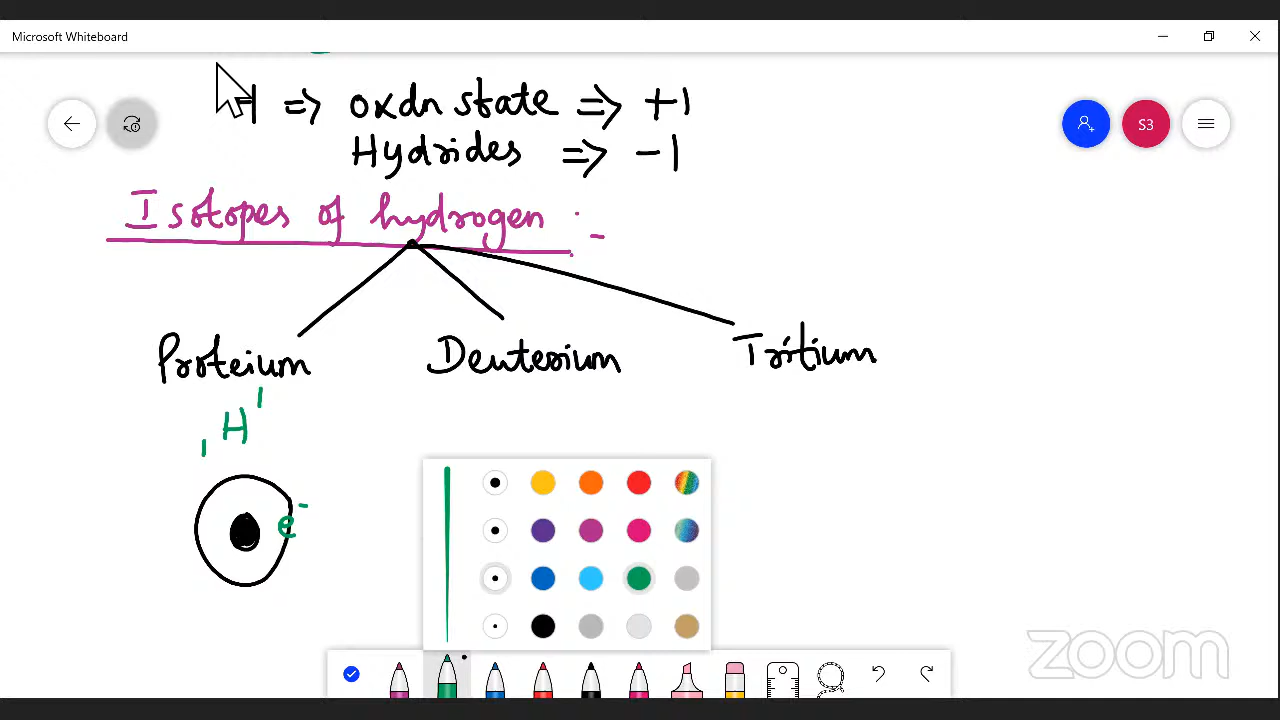 Microsoft Whiteboard
H => oxdn state => +1
Hydrides => -1
S3
Isotopes of hydrogen :-
Proteium Deuterium Tritium
₁H¹
e⁻
zoom